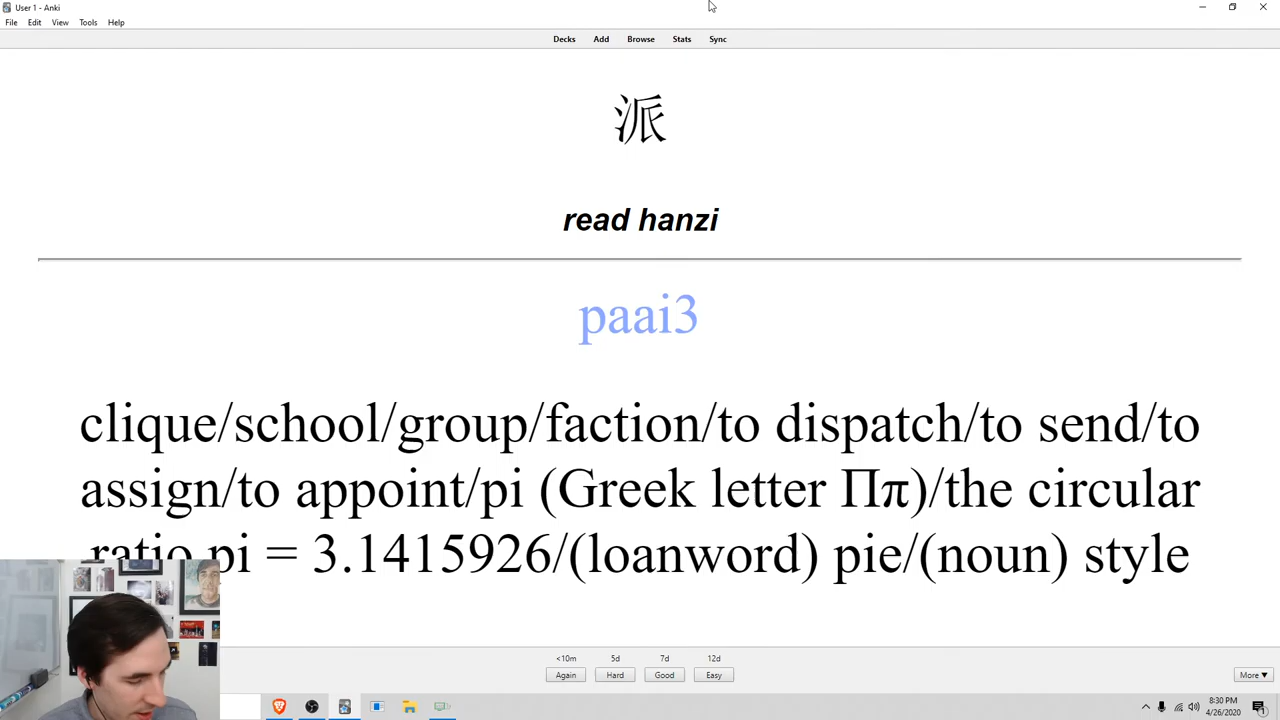 User 1 - Anki
File Edit View Tools Help
Decks Add Browse Stats Sync
派
read hanzi
paai3
clique/school/group/faction/to dispatch/to send/to
assign/to appoint/pi (Greek letter Ππ)/the circular
ratio pi = 3.1415926/(loanword) pie/(noun) style
<10m 5d 7d 12d
Again Hard Good Easy More ▼
8:30 PM
4/26/2020